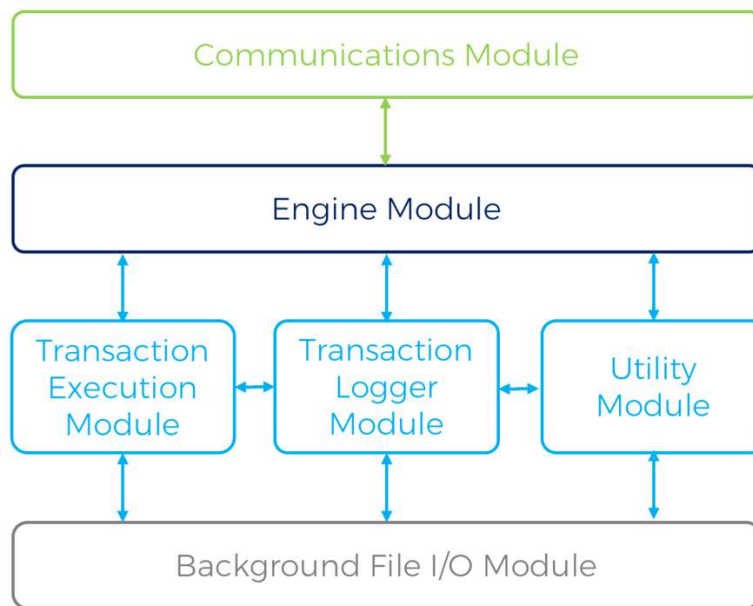 Communications Module
Engine Module
Transaction
Execution
Module
Transaction
Logger
Module
Utility
Module
Background File I/O Module